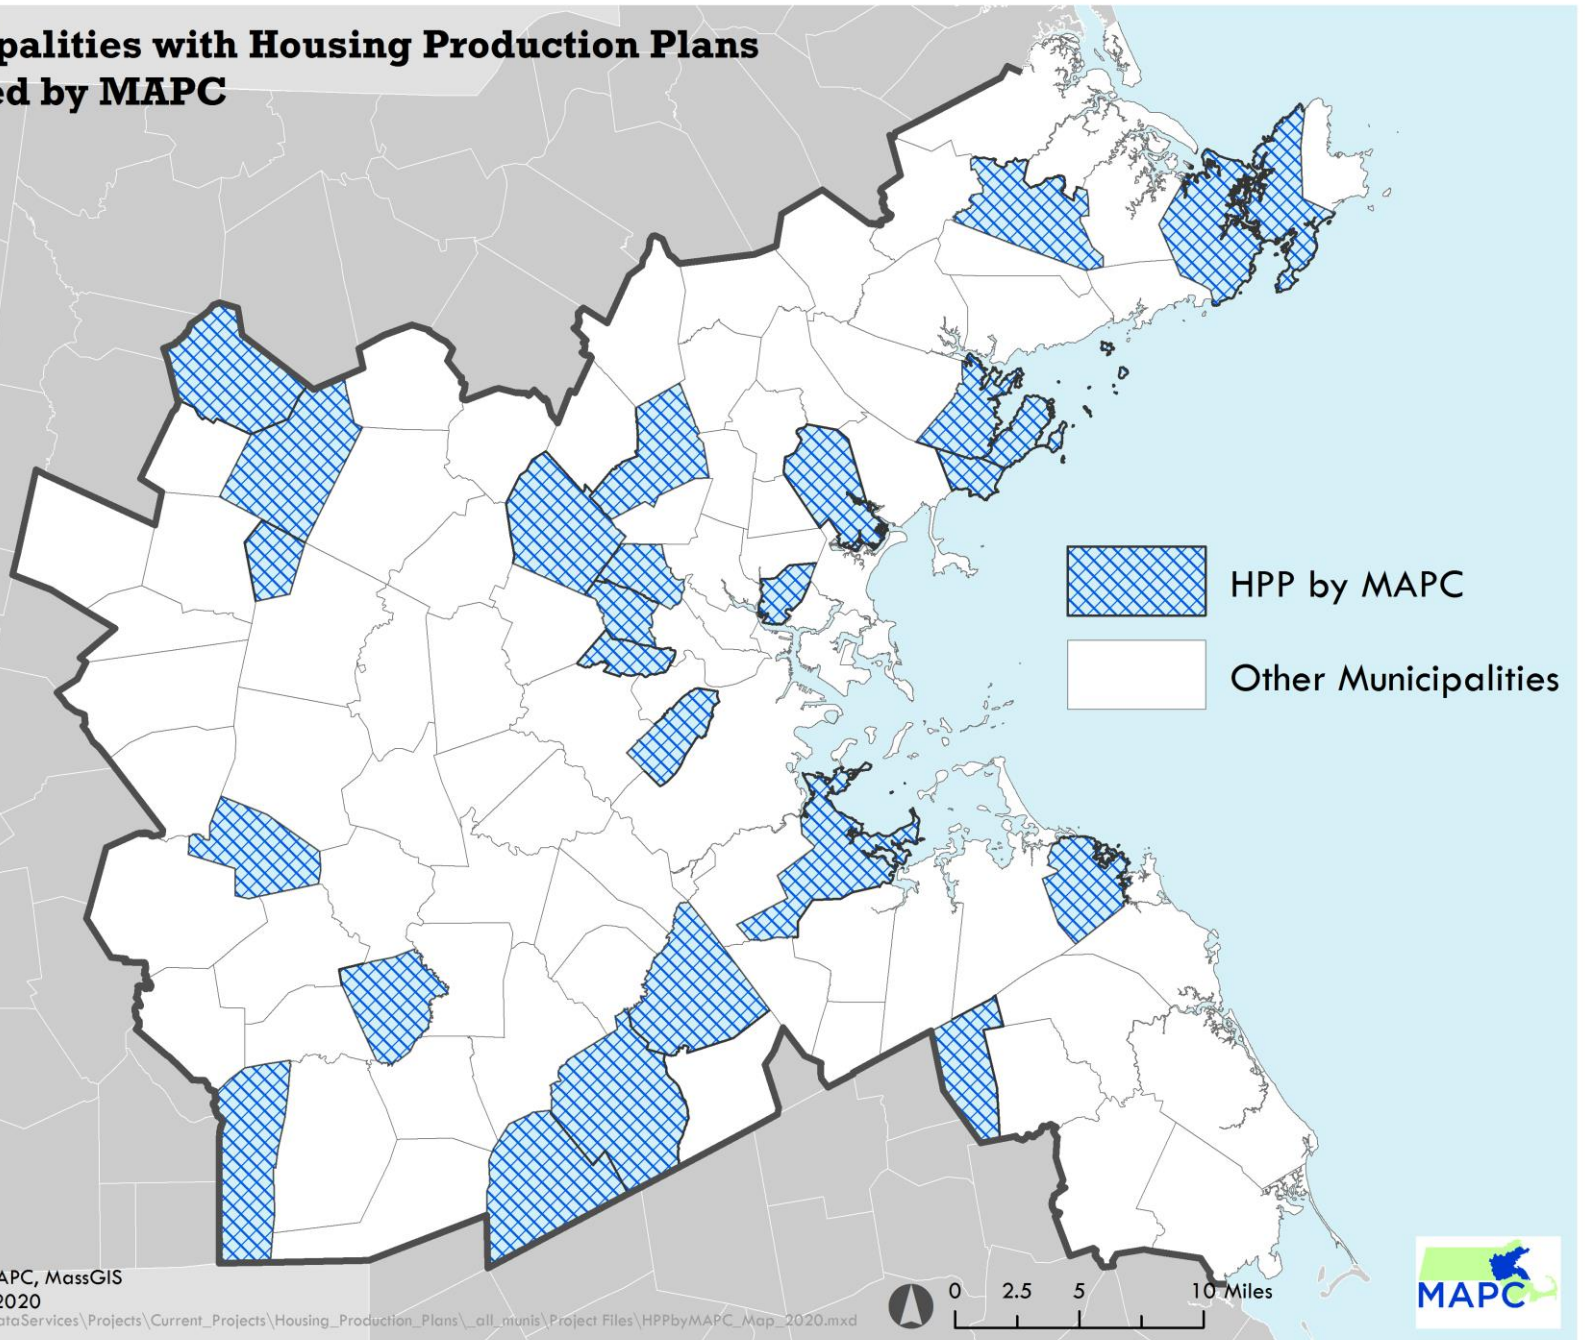 palities with Housing Production Plans
ed by MAPC
HPP by MAPC
Other Municipalities
APC, MassGIS
2020
ataServices\Projects\Current_Projects\Housing_Production_Plans\_all_munis\Project Files\HPPbyMAPC_Map_2020.mxd
0 2.5 5 10 Miles
MAPC